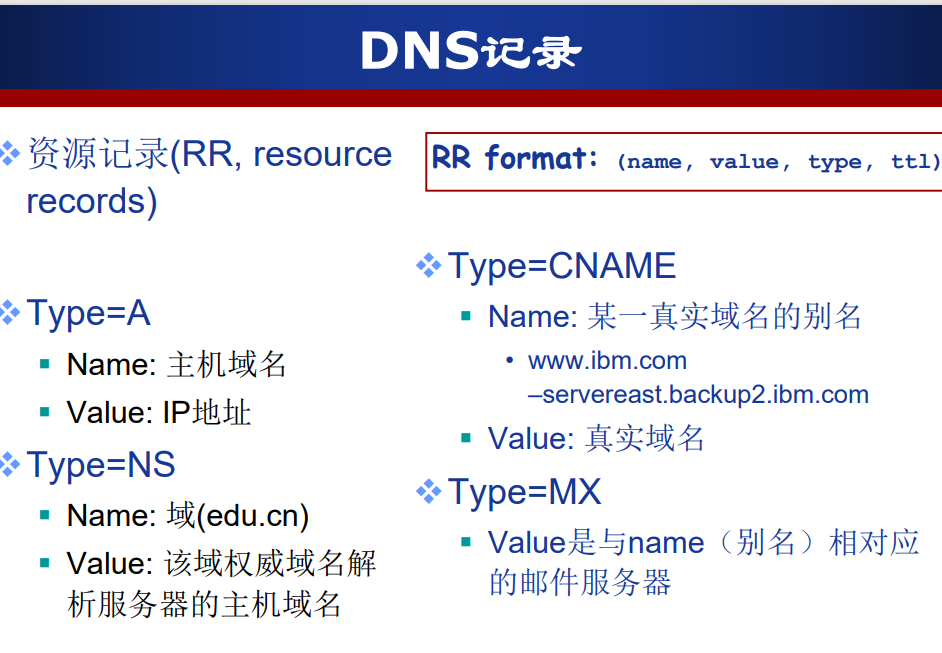 DNS记录
资源记录(RR, resource
records)
RR format: (name, value, type, ttl)
Type=A
Name: 主机域名
Value: IP地址
Type=NS
Name: 域(edu.cn)
Value: 该域权威域名解
析服务器的主机域名
Type=CNAME
Name: 某一真实域名的别名
• www.ibm.com
–servereast.backup2.ibm.com
Value: 真实域名
Type=MX
Value是与name（别名）相对应
的邮件服务器